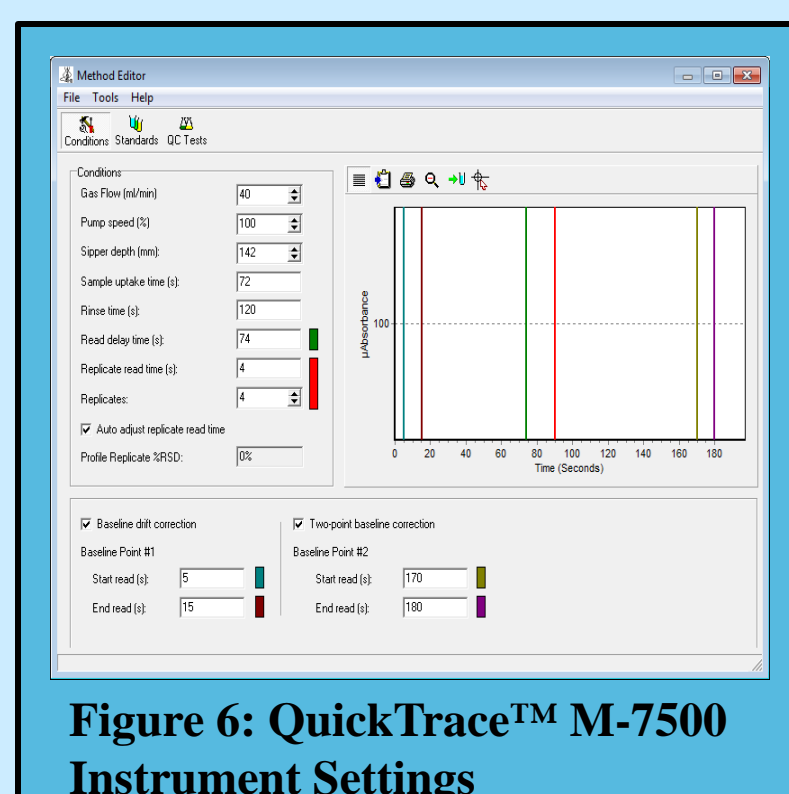 Method Editor
File Tools Help
Conditions Standards QC Tests
Conditions
Gas Flow (ml/min) 40
Pump speed (%) 100
Sipper depth (mm): 142
Sample uptake time (s): 72
Rinse time (s): 120
Read delay time (s): 74
Replicate read time (s): 4
Replicates: 4
Auto adjust replicate read time
Profile Replicate %RSD: 0%
µAbsorbance
100
0 20 40 60 80 100 120 140 160 180
Time (Seconds)
Baseline drift correction
Baseline Point #1
Start read (s): 5
End read (s): 15
Two-point baseline correction
Baseline Point #2
Start read (s): 170
End read (s): 180
Figure 6: QuickTrace™ M-7500
Instrument Settings